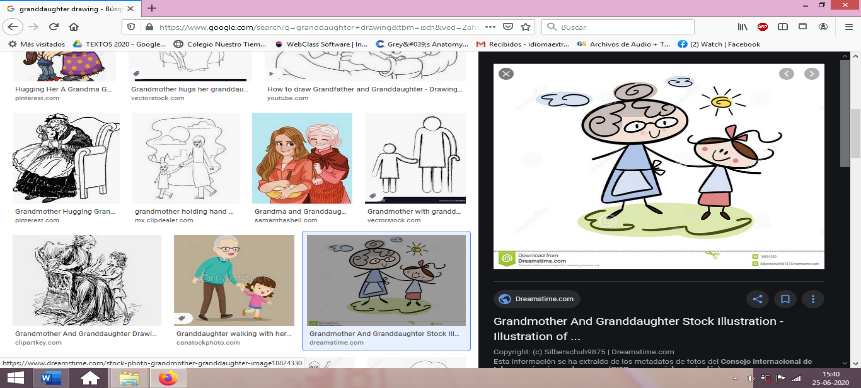 granddaughter drawing - Búsq
https://www.google.com/search?q=granddaughter+drawing&tbm=isch&ved=2ah
Buscar
Más visitados
TEXTOS 2020 - Google...
Colegio Nuestro Tiem...
WebClass Software | In...
Grey&#039;s Anatomy...
Recibidos - idiomaextr...
Archivos de Audio + T...
(2) Watch | Facebook
Hugging Her A Grandma G...
pinterest.com
Grandmother hugs her granddau...
vectorstock.com
How to draw Grandfather and Granddaughter - Drawing...
youtube.com
Grandmother Hugging Gran...
pinterest.com
grandmother holding hand ...
mx.clipdealer.com
Grandma and Granddaug...
samanthasbell.com
Grandmother with grandd...
vectorstock.com
Grandmother And Granddaughter Drawi...
clipartkey.com
Granddaughter walking with her...
canstockphoto.com
Grandmother And Granddaughter Stock Ill...
dreamstime.com
https://www.dreamstime.com/stock-photo-grandmother-granddaughter-image18824330
Download from
Dreamstime.com
Dreamstime.com
Grandmother And Granddaughter Stock Illustration -
Illustration of ...
Copyright: (c) Silberschuh9875 | Dreamstime.com
Esta información se ha extraído de los metadatos de fotos del Consejo Internacional de
15:40
25-06-2020